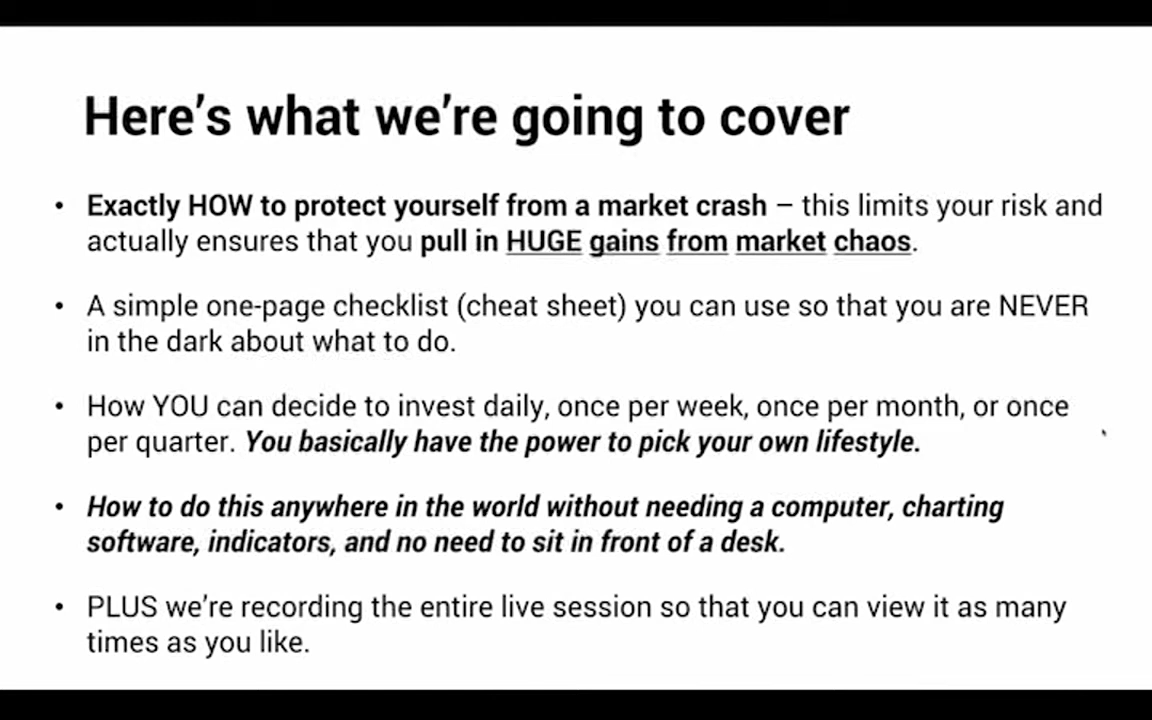 Here's what we're going to cover
• Exactly HOW to protect yourself from a market crash – this limits your risk and
actually ensures that you pull in HUGE gains from market chaos.
• A simple one-page checklist (cheat sheet) you can use so that you are NEVER
in the dark about what to do.
• How YOU can decide to invest daily, once per week, once per month, or once
per quarter. You basically have the power to pick your own lifestyle.
• How to do this anywhere in the world without needing a computer, charting
software, indicators, and no need to sit in front of a desk.
• PLUS we're recording the entire live session so that you can view it as many
times as you like.